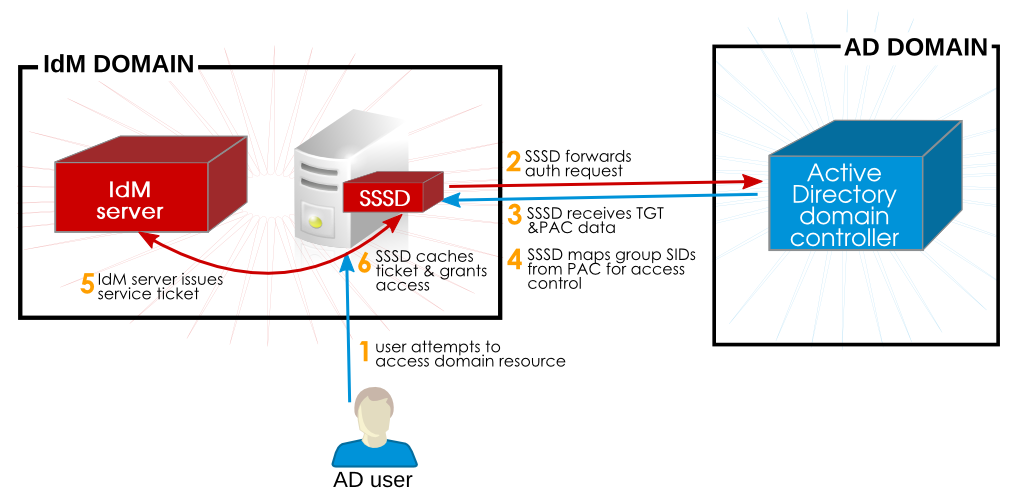 IdM DOMAIN
AD DOMAIN
IdM
server
SSSD
2 SSSD forwards
auth request
3 SSSD receives TGT
&PAC data
4 SSSD maps group SIDs
from PAC for access
control
Active
Directory
domain
controller
5 IdM server issues
service ticket
6 SSSD caches
ticket & grants
access
1 user attempts to
access domain resource
AD user